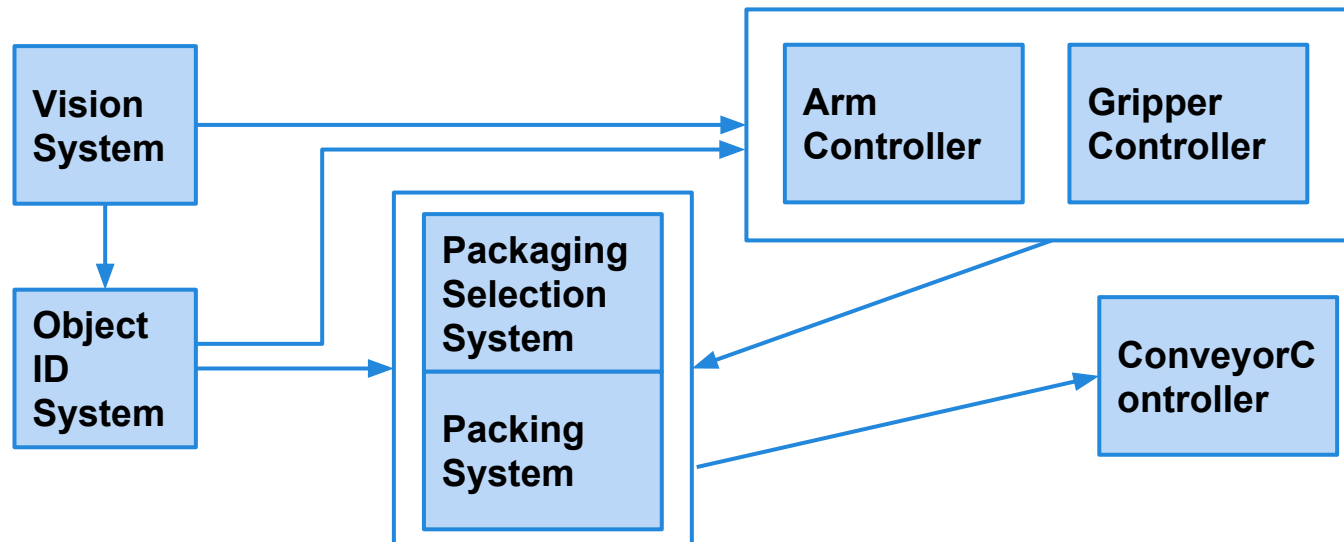 Vision
System
Arm
Controller
Gripper
Controller
Packaging
Selection
System
Object
ID
System
ConveyorC
ontroller
Packing
System